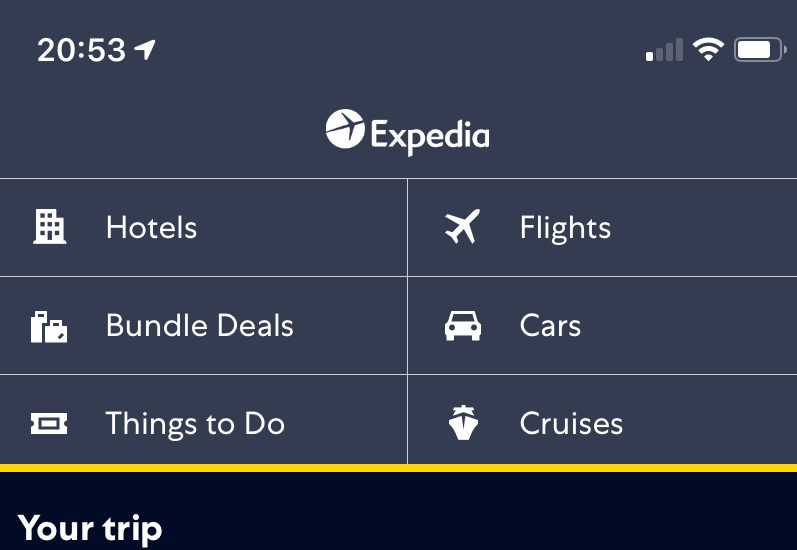 20:53
Expedia
Hotels
Flights
Bundle Deals
Cars
Things to Do
Cruises
Your trip